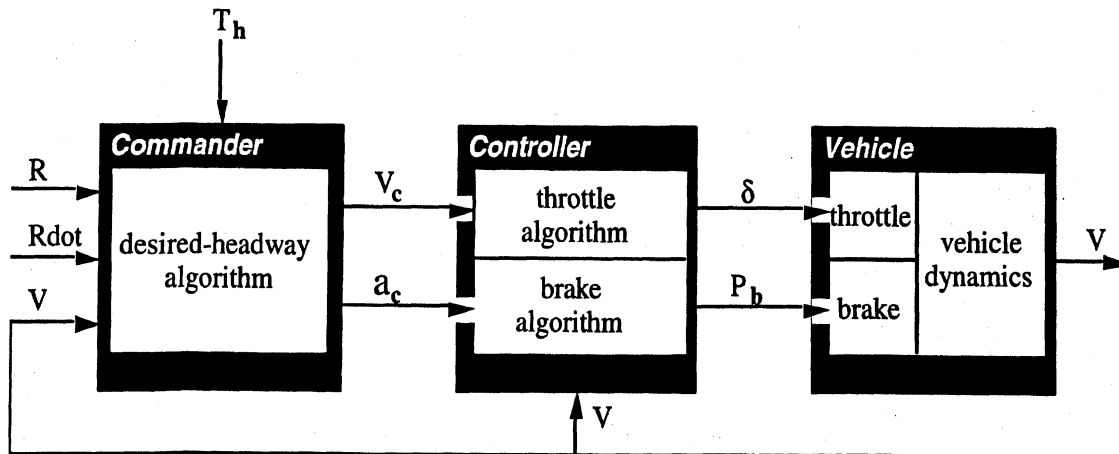 T_h
Commander
Controller
Vehicle
R
Rdot
V
desired-headway
algorithm
V_c
a_c
throttle
algorithm
brake
algorithm
δ
P_b
throttle
brake
vehicle
dynamics
V
V